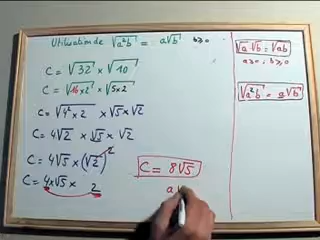 Utilisation de √a²b = a√b b ≥ 0
C = √32 × √10
C = √16×2 × √5×2
C = √4²×2 × √5 × √2
C = 4√2 × √5 × √2
C = 4√5 × (√2)²
C = 4×√5 × 2
C = 8√5
a√
√a·√b = √ab
a ≥ 0 ; b ≥ 0
√a²b = a√b